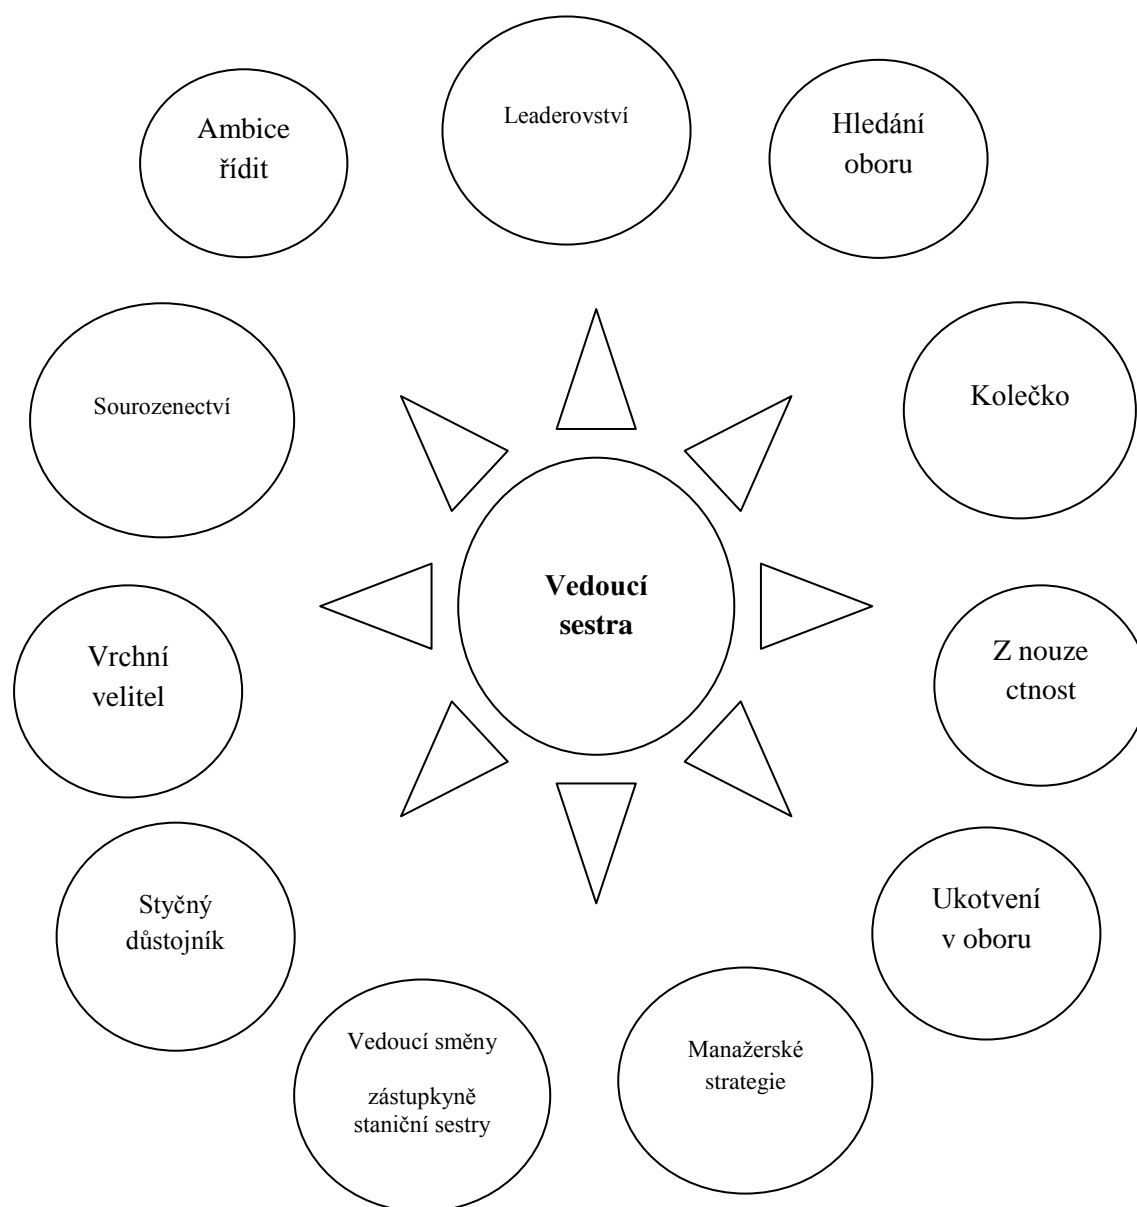 Leaderovství
Ambice
řídit
Hledání
oboru
Sourozenectví
Kolečko
Vedoucí
sestra
Vrchní
velitel
Z nouze
ctnost
Styčný
důstojník
Ukotvení
v oboru
Vedoucí směny
zástupkyně
staniční sestry
Manažerské
strategie